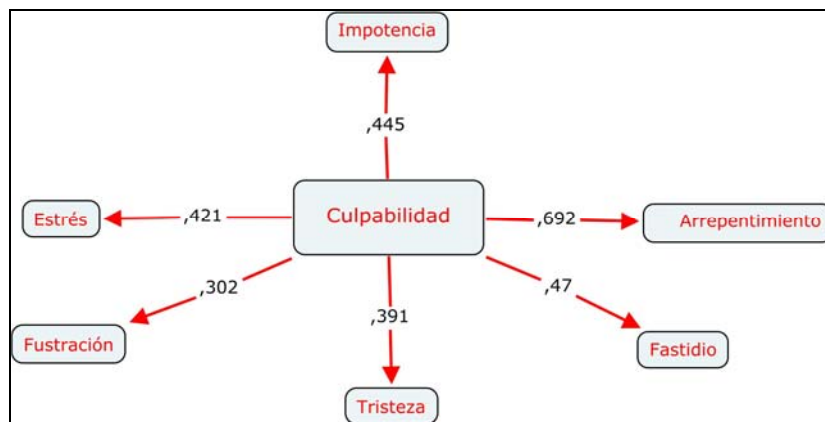 Impotencia
,445
Estrés
,421
Culpabilidad
,692
Arrepentimiento
,302
,47
,391
Fustración
Fastidio
Tristeza